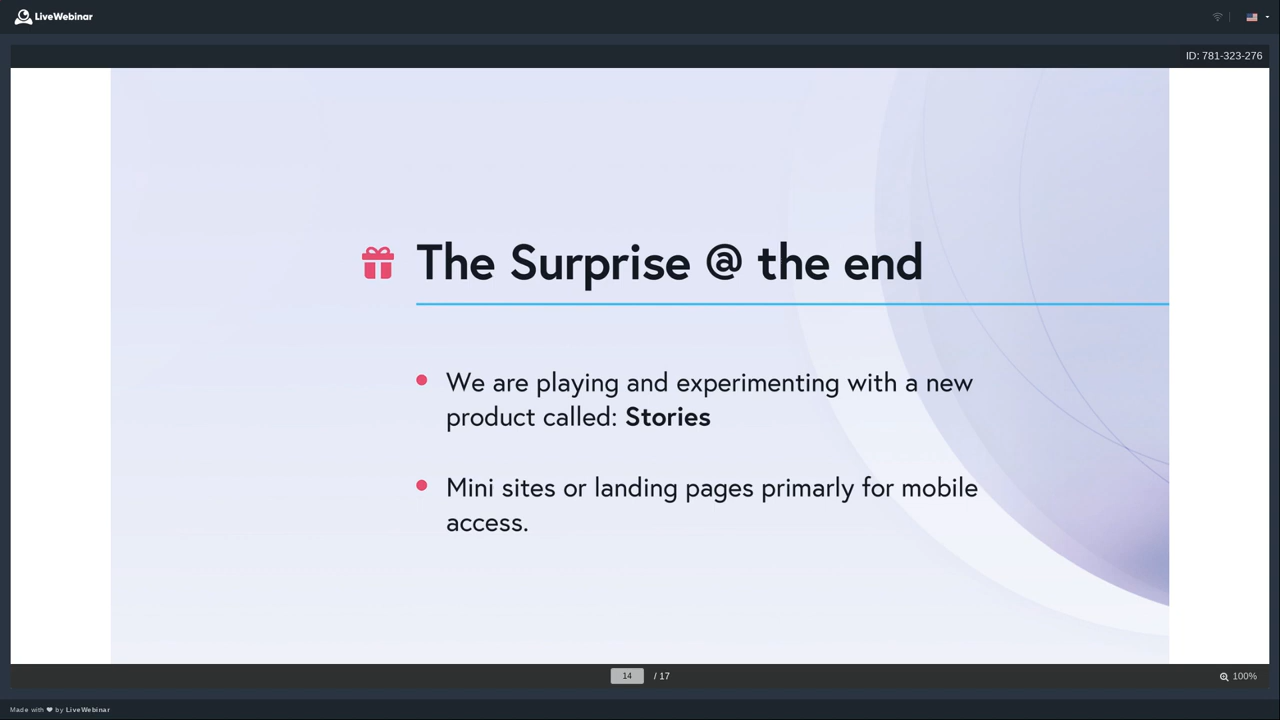 LiveWebinar
ID: 781-323-276
The Surprise @ the end
We are playing and experimenting with a new
product called: Stories
Mini sites or landing pages primarly for mobile
access.
14 / 17
100%
Made with ❤ by LiveWebinar